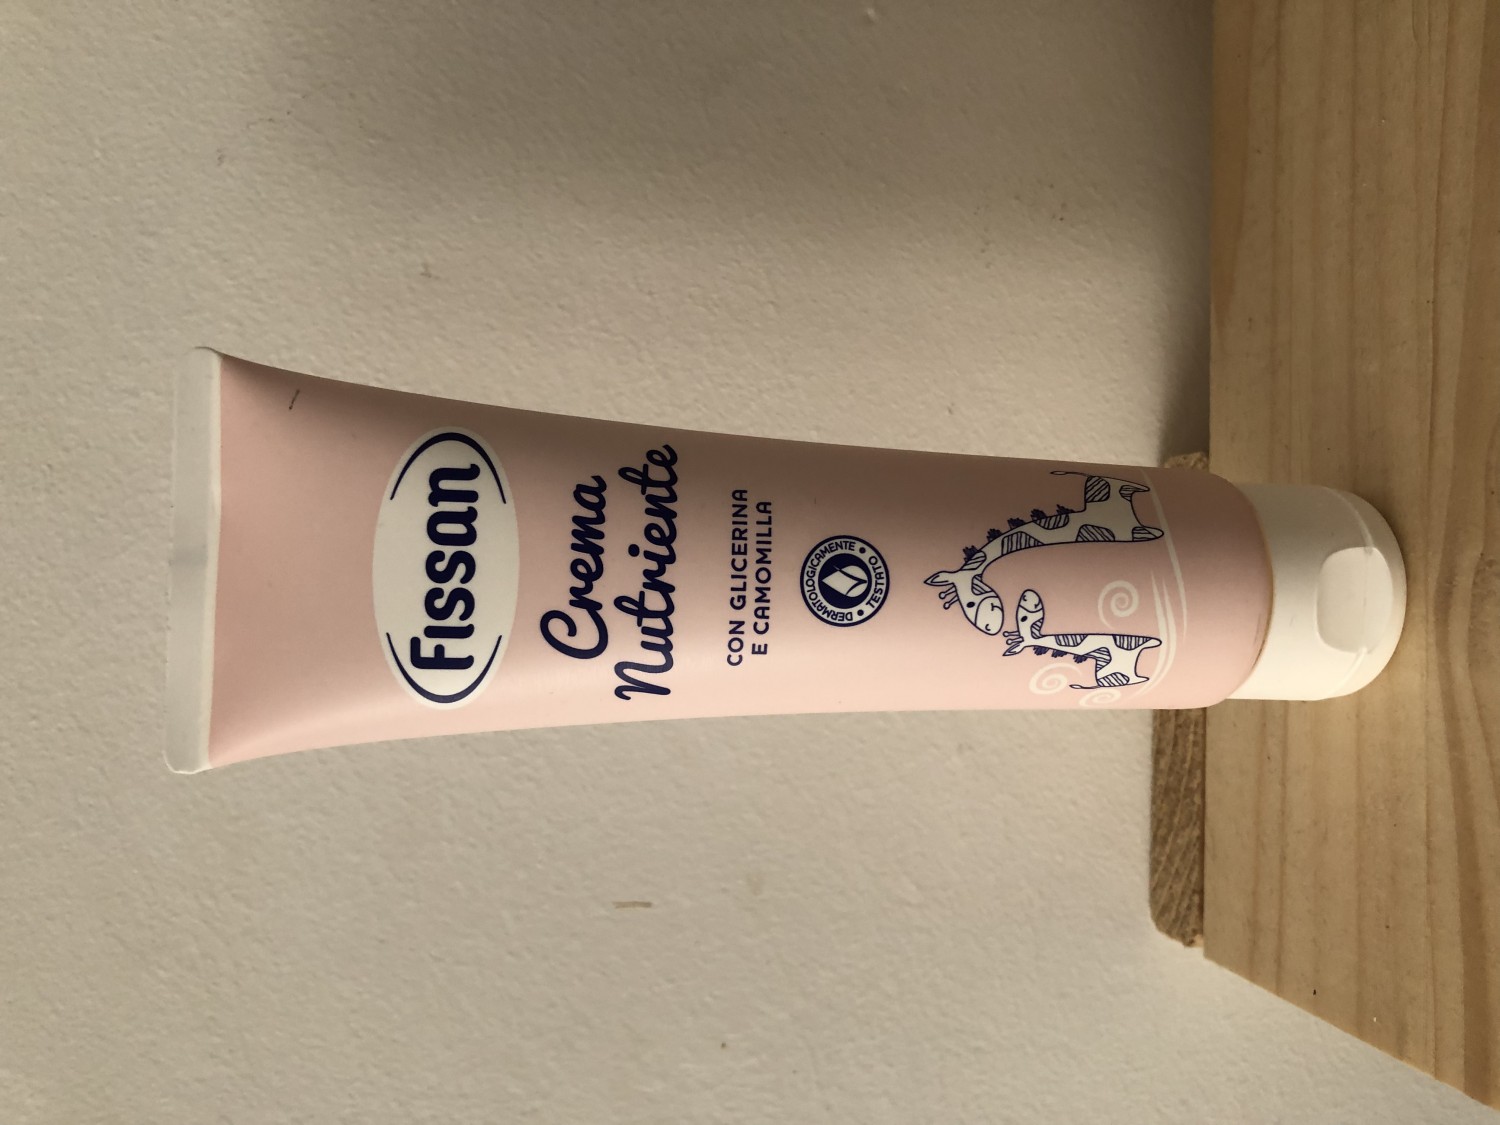 Fissan
Crema
Nutriente
CON GLICERINA
E CAMOMILLA
DERMATOLOGICAMENTE • TESTATO •